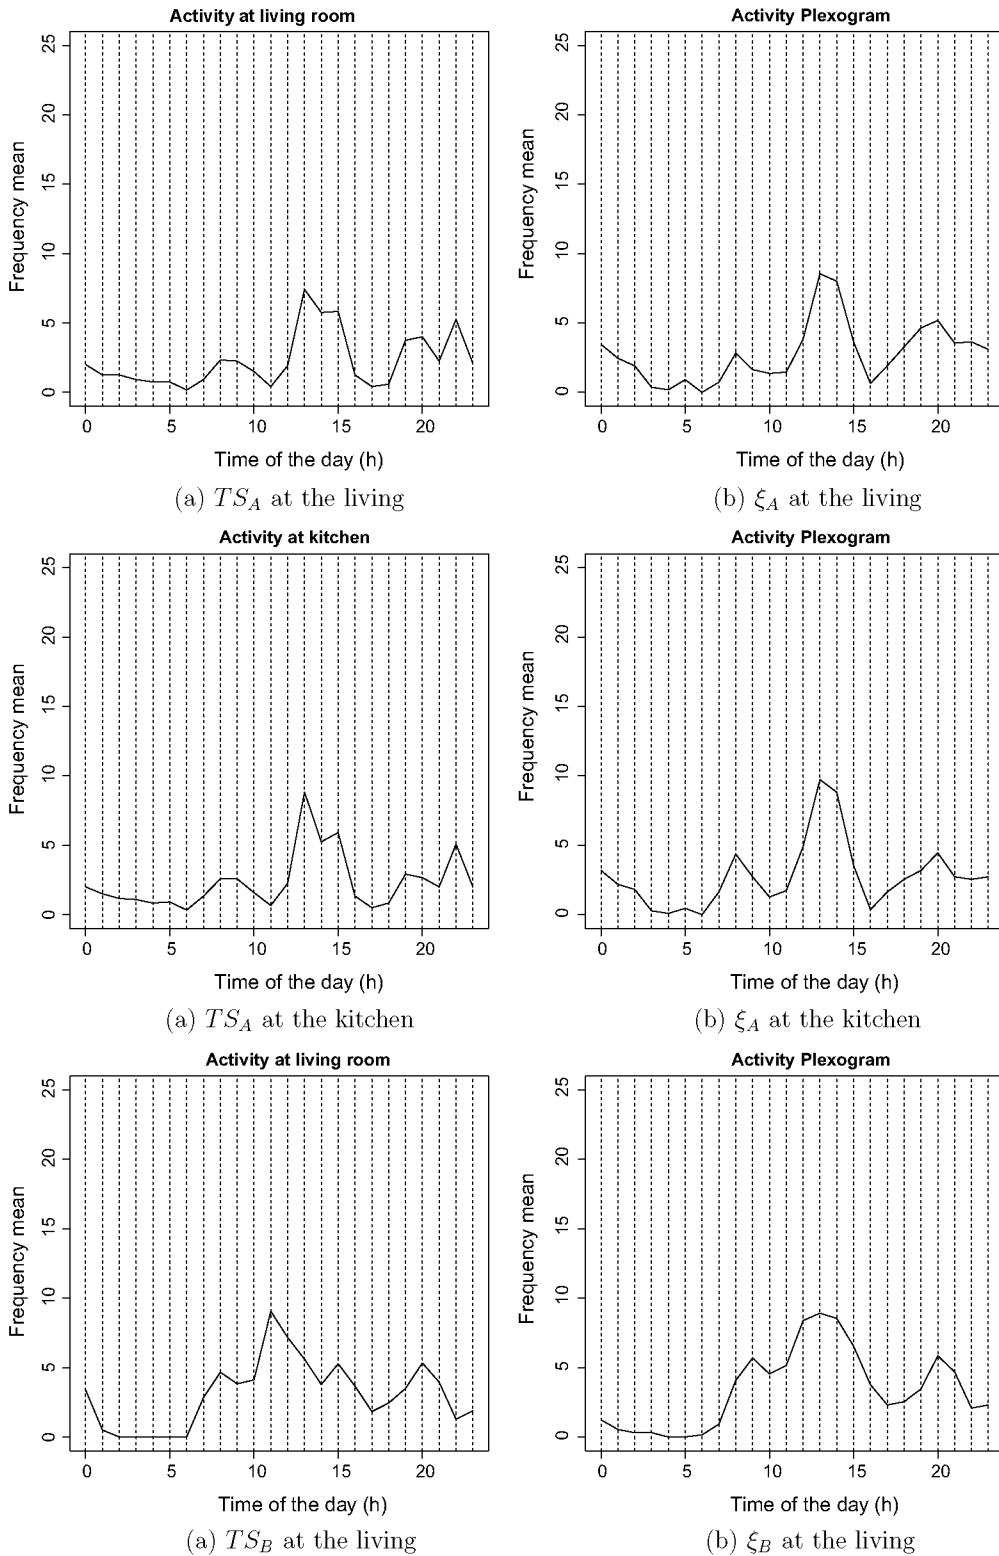 Activity at living room
Activity Plexogram
25
20
15
10
5
0
Frequency mean
0 5 10 15 20
Time of the day (h)
25
20
15
10
5
0
Frequency mean
0 5 10 15 20
Time of the day (h)
(a) TS_A at the living
(b) ξ_A at the living
Activity at kitchen
Activity Plexogram
25
20
15
10
5
0
Frequency mean
0 5 10 15 20
Time of the day (h)
25
20
15
10
5
0
Frequency mean
0 5 10 15 20
Time of the day (h)
(a) TS_A at the kitchen
(b) ξ_A at the kitchen
Activity at living room
Activity Plexogram
25
20
15
10
5
0
Frequency mean
0 5 10 15 20
Time of the day (h)
25
20
15
10
5
0
Frequency mean
0 5 10 15 20
Time of the day (h)
(a) TS_B at the living
(b) ξ_B at the living